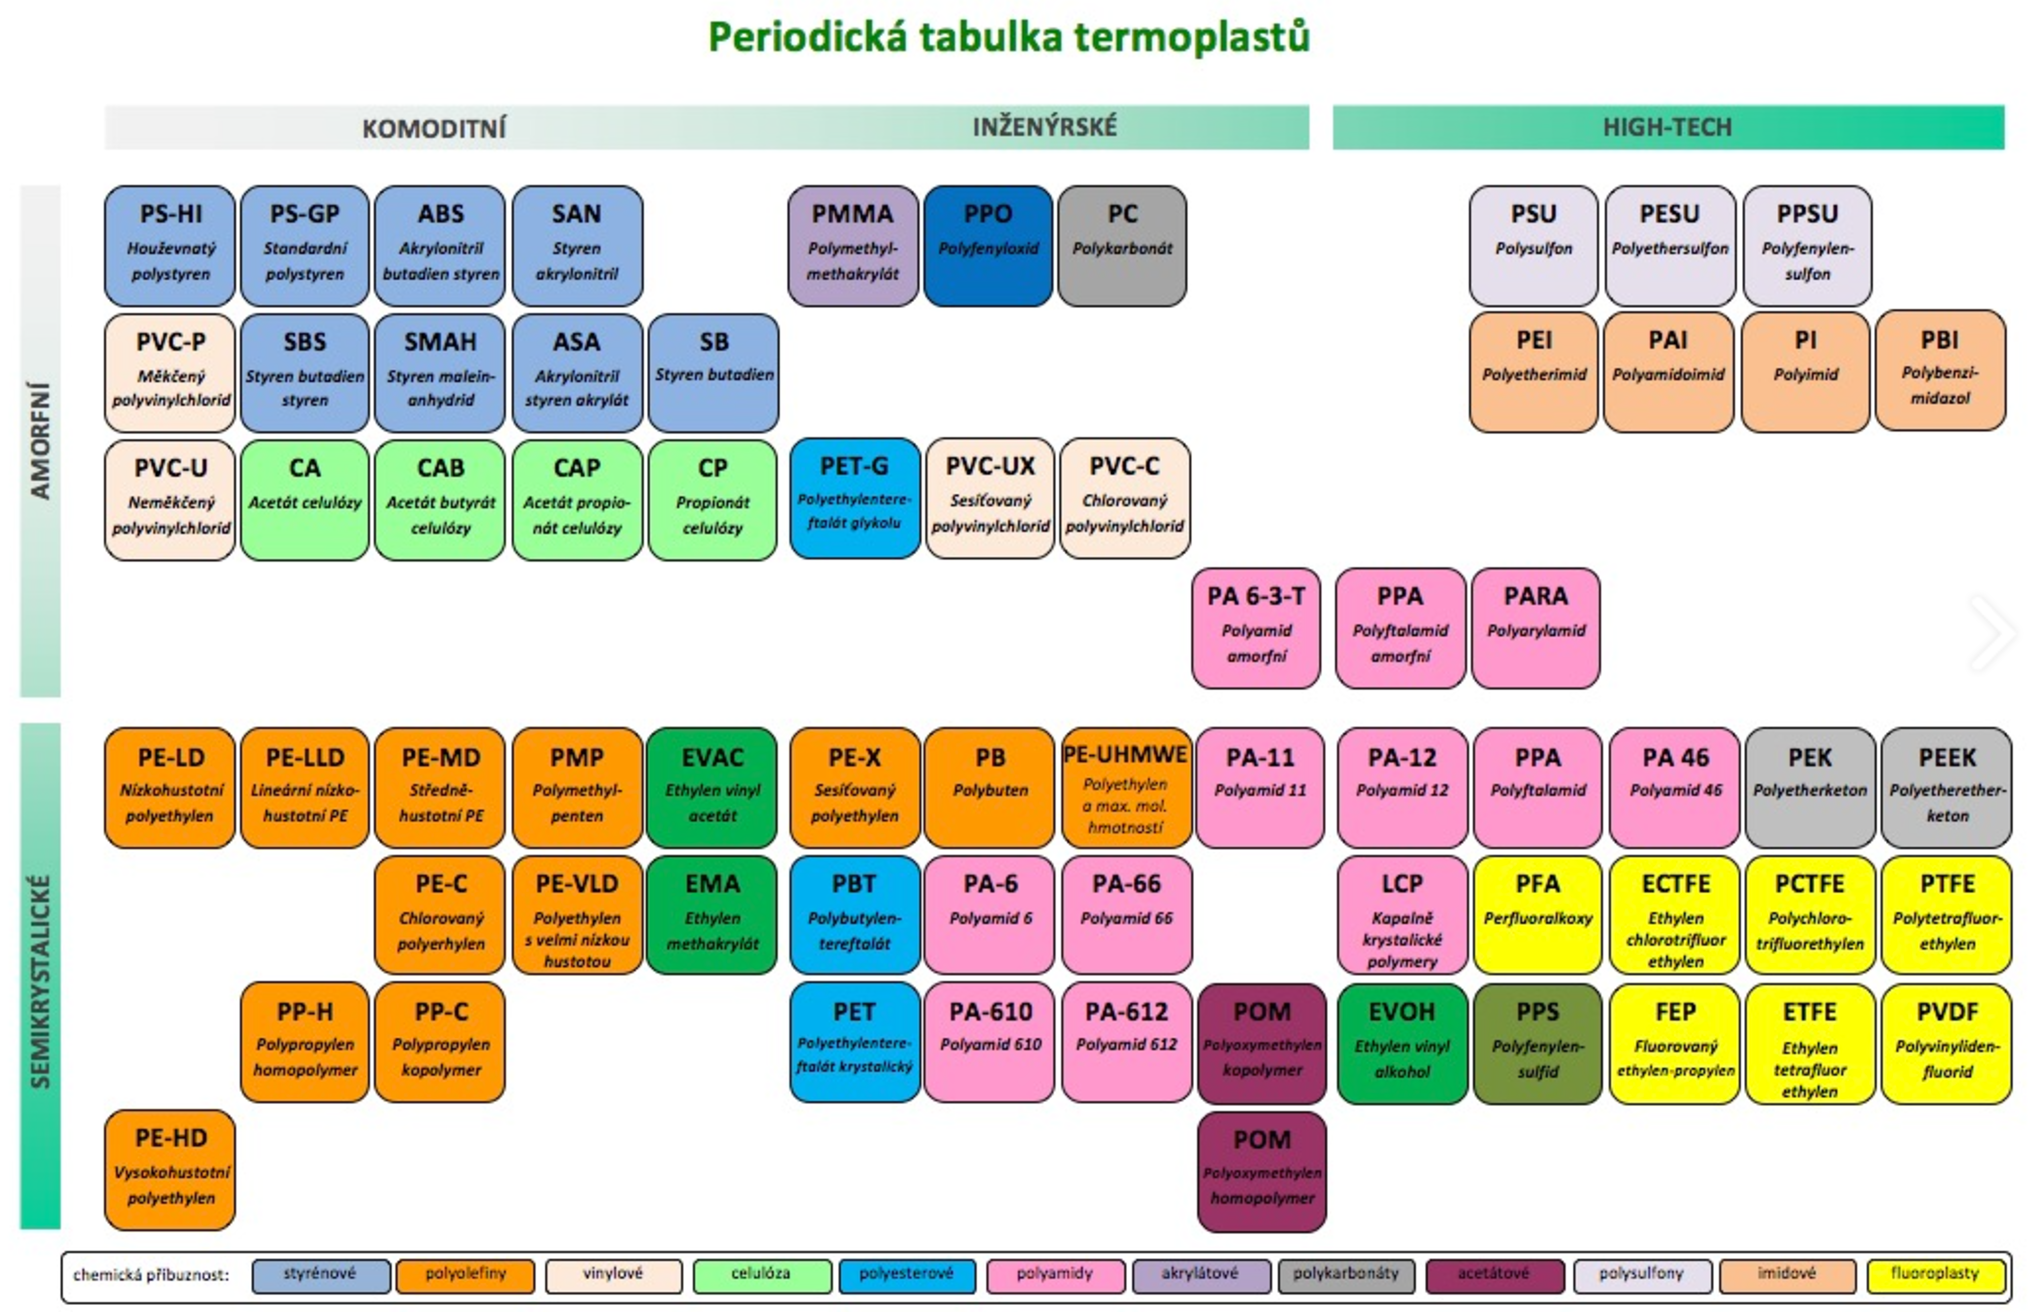 Periodická tabulka termoplastů
KOMODITNÍ
INŽENÝRSKÉ
HIGH-TECH
AMORFNÍ
PS-HI
Houževnatý
polystyren
PS-GP
Standardní
polystyren
ABS
Akrylonitril
butadien styren
SAN
Styren
akrylonitril
PMMA
Polymethyl-
methakrylát
PPO
Polyfenyloxid
PC
Polykarbonát
PSU
Polysulfon
PESU
Polyethersulfon
PPSU
Polyfenylen-
sulfon
PVC-P
Měkčený
polyvinylchlorid
SBS
Styren butadien
styren
SMAH
Styren malein-
anhydrid
ASA
Akrylonitril
styren akrylát
SB
Styren butadien
PEI
Polyetherimid
PAI
Polyamidoimid
PI
Polyimid
PBI
Polybenzi-
midazol
PVC-U
Neměkčený
polyvinylchlorid
CA
Acetát celulózy
CAB
Acetát butyrát
celulózy
CAP
Acetát propio-
nát celulózy
CP
Propionát
celulózy
PET-G
Polyethylentere-
ftalát glykolu
PVC-UX
Sesíťovaný
polyvinylchlorid
PVC-C
Chlorovaný
polyvinylchlorid
PA 6-3-T
Polyamid
amorfní
PPA
Polyftalamid
amorfní
PARA
Polyarylamid
SEMIKRYSTALICKÉ
PE-LD
Nízkohustotní
polyethylen
PE-LLD
Lineární nízko-
hustotní PE
PE-MD
Středně-
hustotní PE
PMP
Polymethyl-
penten
EVAC
Ethylen vinyl
acetát
PE-X
Sesíťovaný
polyethylen
PB
Polybuten
PE-UHMWE
Polyethylen
a max. mol.
hmotností
PA-11
Polyamid 11
PA-12
Polyamid 12
PPA
Polyftalamid
PA 46
Polyamid 46
PEK
Polyetherketon
PEEK
Polyetherether-
keton
PE-C
Chlorovaný
polyerhylen
PE-VLD
Polyethylen
s velmi nízkou
hustotou
EMA
Ethylen
methakrylát
PBT
Polybutylen-
tereftalát
PA-6
Polyamid 6
PA-66
Polyamid 66
LCP
Kapalně
krystalické
polymery
PFA
Perfluoralkoxy
ECTFE
Ethylen
chlorotrifluor
ethylen
PCTFE
Polychloro-
trifluorethylen
PTFE
Polytetrafluor-
ethylen
PP-H
Polypropylen
homopolymer
PP-C
Polypropylen
kopolymer
PET
Polyethylentere-
ftalát krystalický
PA-610
Polyamid 610
PA-612
Polyamid 612
POM
Polyoxymethylen
kopolymer
EVOH
Ethylen vinyl
alkohol
PPS
Polyfenylen-
sulfid
FEP
Fluorovaný
ethylen-propylen
ETFE
Ethylen
tetrafluor
ethylen
PVDF
Polyvinyliden-
fluorid
PE-HD
Vysokohustotní
polyethylen
POM
Polyoxymethylen
homopolymer
chemická příbuznost: styrénové polyolefiny vinylové celulóza polyesterové polyamidy akrylátové polykarbonáty acetátové polysulfony imidové fluoroplasty